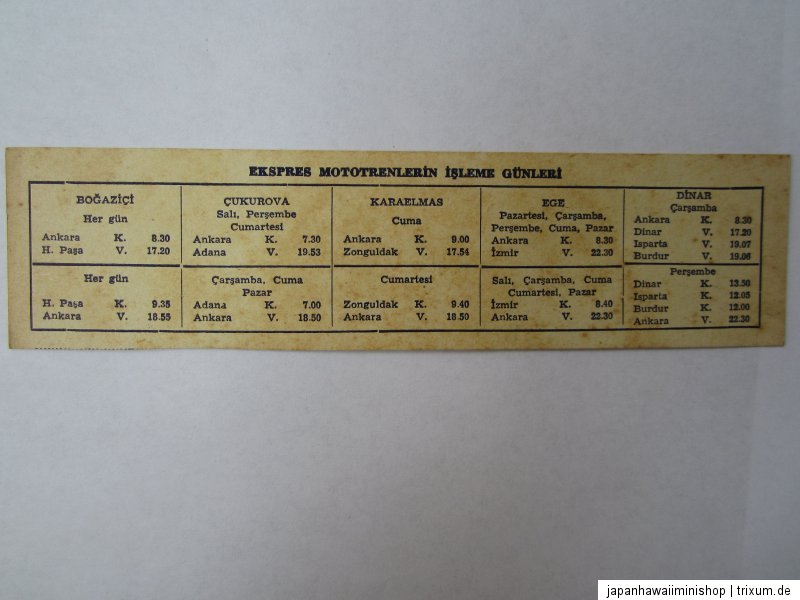 EKSPRES MOTOTRENLERİN İŞLEME GÜNLERİ
BOĞAZİÇİ
Her gün
Ankara K. 8.30
H. Paşa V. 17.20
Her gün
H. Paşa K. 9.35
Ankara V. 18.55
ÇUKUROVA
Salı, Perşembe
Cumartesi
Ankara K. 7.30
Adana V. 19.53
Çarşamba, Cuma
Pazar
Adana K. 7.00
Ankara V. 18.50
KARAELMAS
Cuma
Ankara K. 9.00
Zonguldak V. 17.54
Cumartesi
Zonguldak K. 9.40
Ankara V. 18.50
EGE
Pazartesi, Çarşamba,
Perşembe, Cuma, Pazar
Ankara K. 8.30
İzmir V. 22.30
Salı, Çarşamba, Cuma
Cumartesi, Pazar
İzmir K. 8.40
Ankara V. 22.30
DİNAR
Çarşamba
Ankara K. 8.30
Dinar V. 17.20
Isparta V. 19.07
Burdur V. 19.06
Perşembe
Dinar K. 13.50
Isparta K. 12.05
Burdur K. 12.00
Ankara V. 22.30
japanhawaiiminishop | trixum.de